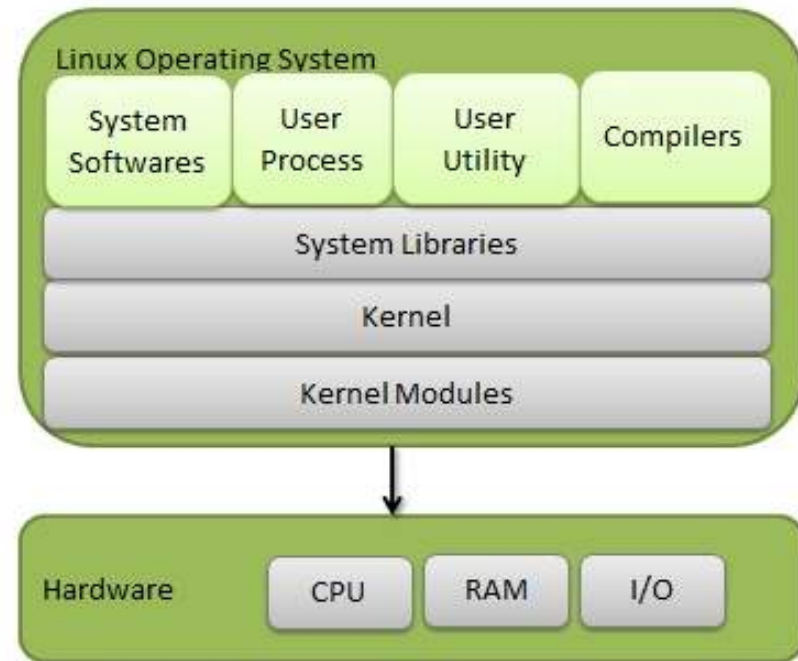 Linux Operating System
System
Softwares
User
Process
User
Utility
Compilers
System Libraries
Kernel
Kernel Modules
Hardware
CPU
RAM
I/O